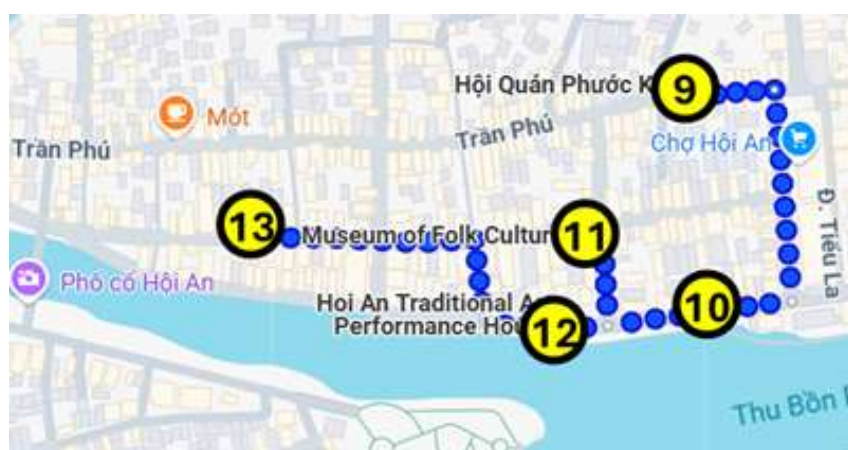 Hội Quán Phước K
9
Mót
Trần Phú
Chợ Hội An
Trần Phú
13
Museum of Folk Cultur
11
Đ. Tiểu La
Phố cổ Hội An
Hoi An Traditional A
Performance Hou
12
10
Thu Bồn